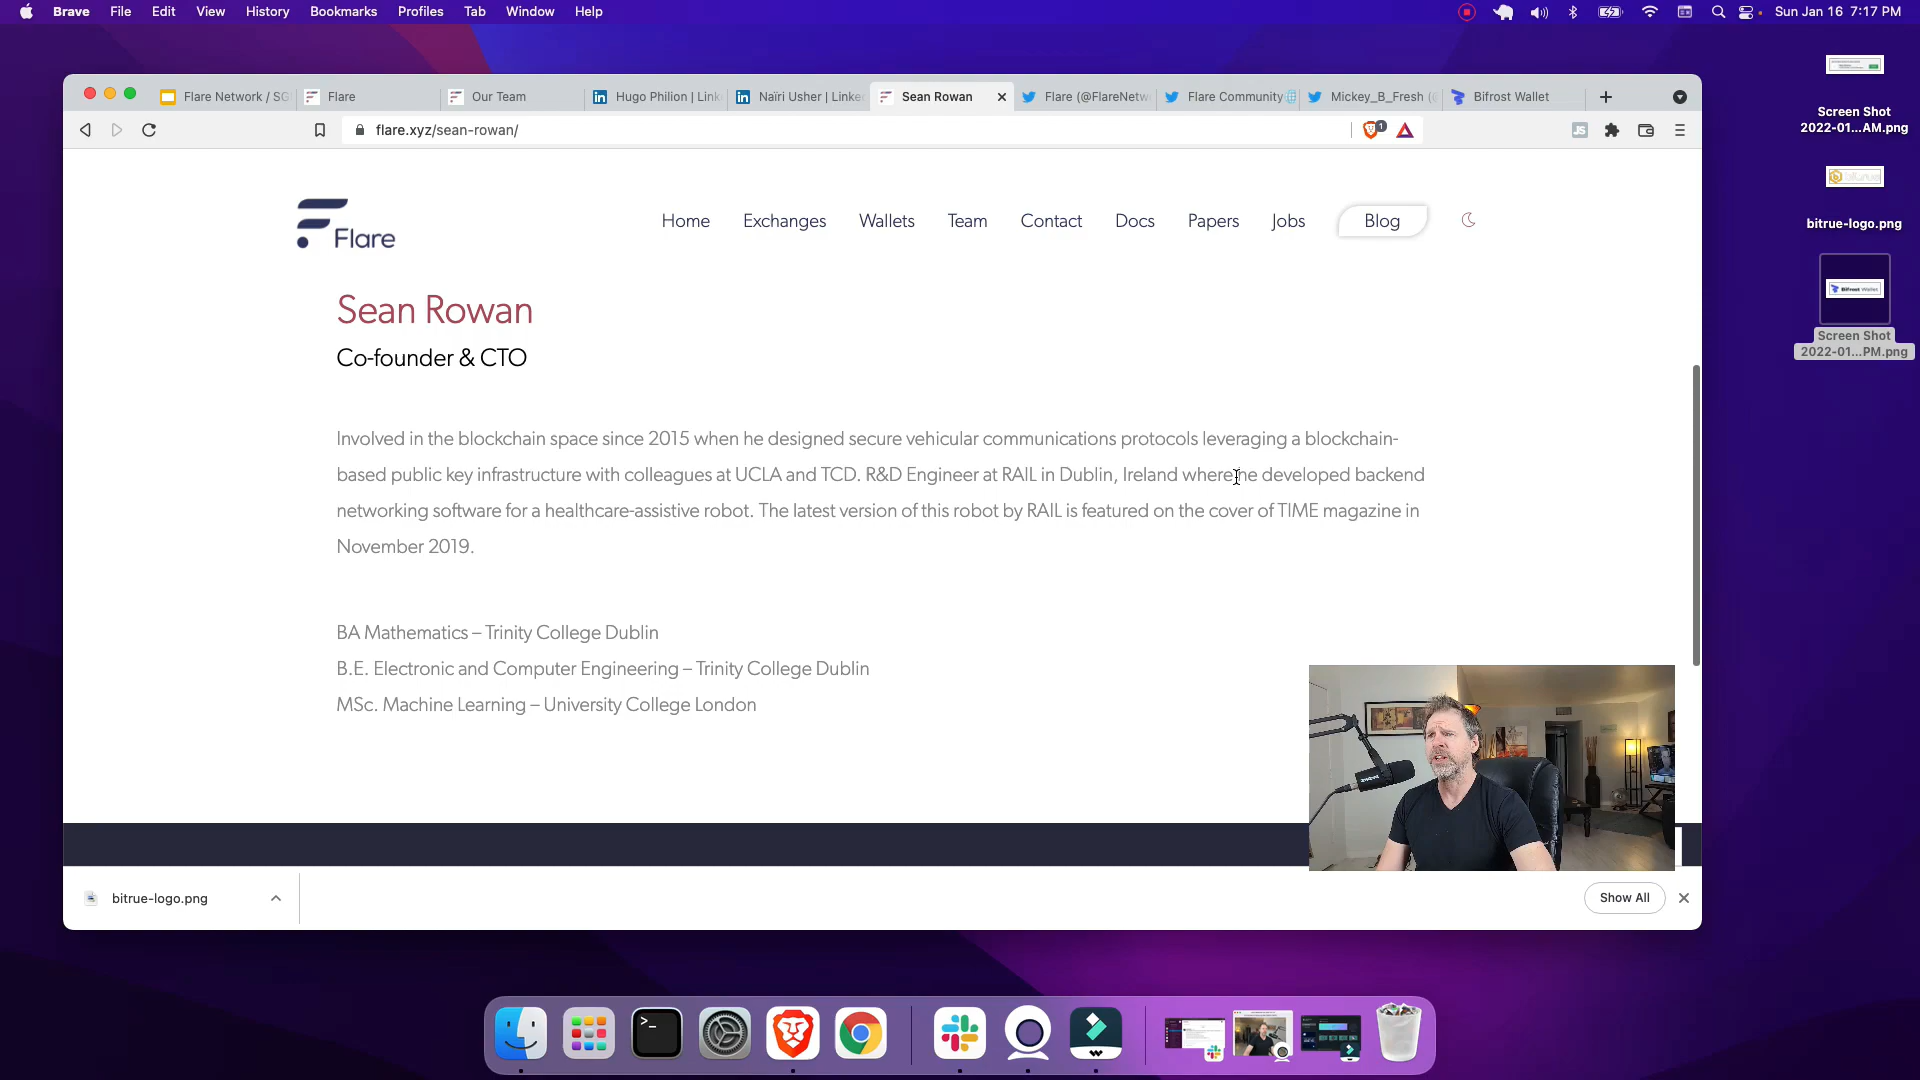 Brave File Edit View History Bookmarks Profiles Tab Window Help
Sun Jan 16 7:17 PM
Flare Network / SG
Flare
Our Team
Hugo Philion | Link
Naïri Usher | Linke
Sean Rowan
Flare (@FlareNetw
Flare Community
Mickey_B_Fresh (@
Bifrost Wallet
flare.xyz/sean-rowan/
1
JS
Flare
Home Exchanges Wallets Team Contact Docs Papers Jobs Blog
Sean Rowan
Co-founder & CTO
Involved in the blockchain space since 2015 when he designed secure vehicular communications protocols leveraging a blockchain-
based public key infrastructure with colleagues at UCLA and TCD. R&D Engineer at RAIL in Dublin, Ireland where he developed backend
networking software for a healthcare-assistive robot. The latest version of this robot by RAIL is featured on the cover of TIME magazine in
November 2019.
BA Mathematics – Trinity College Dublin
B.E. Electronic and Computer Engineering – Trinity College Dublin
MSc. Machine Learning – University College London
bitrue-logo.png
Show All
Screen Shot
2022-01...AM.png
bitrue-logo.png
Bifrost Wallet
Screen Shot
2022-01...PM.png